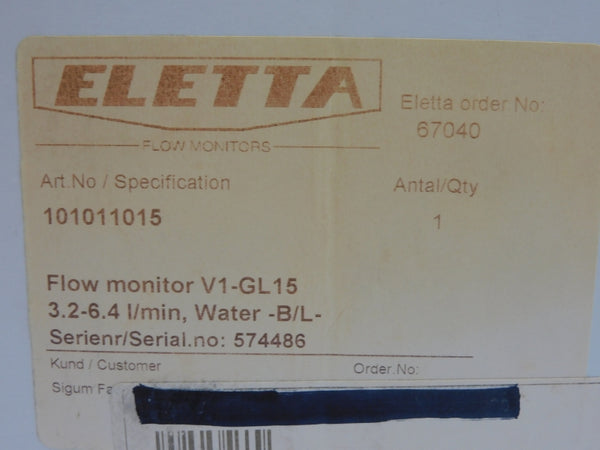 ELETTA
FLOW MONITORS
Eletta order No:
67040
Art.No / Specification
Antal/Qty
101011015
1
Flow monitor V1-GL15
3.2-6.4 l/min, Water -B/L-
Serienr/Serial.no: 574486
Kund / Customer
Order.No:
Sigum